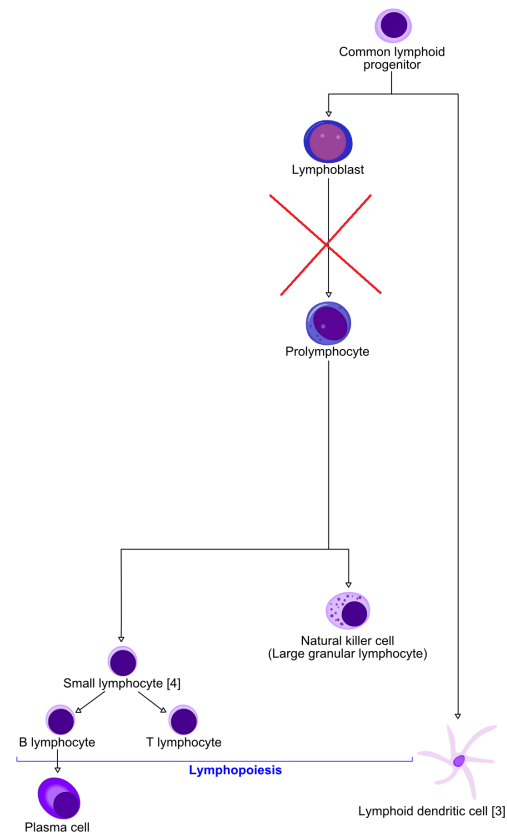 Common lymphoid
progenitor
Lymphoblast
Prolymphocyte
Natural killer cell
(Large granular lymphocyte)
Small lymphocyte [4]
B lymphocyte
T lymphocyte
Lymphopoiesis
Lymphoid dendritic cell [3]
Plasma cell